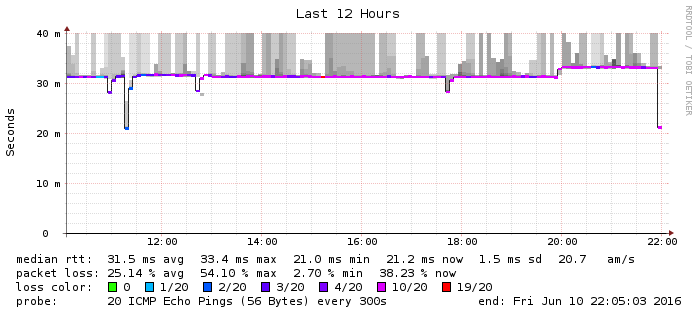 Last 12 Hours
RRDTOOL / TOBI OETIKER
Seconds
40 m
30 m
20 m
10 m
0
12:00 14:00 16:00 18:00 20:00 22:00
median rtt: 31.5 ms avg 33.4 ms max 21.0 ms min 21.2 ms now 1.5 ms sd 20.7 am/s
packet loss: 25.14 % avg 54.10 % max 2.70 % min 38.23 % now
loss color: 0 1/20 2/20 3/20 4/20 10/20 19/20
probe: 20 ICMP Echo Pings (56 Bytes) every 300s end: Fri Jun 10 22:05:03 2016